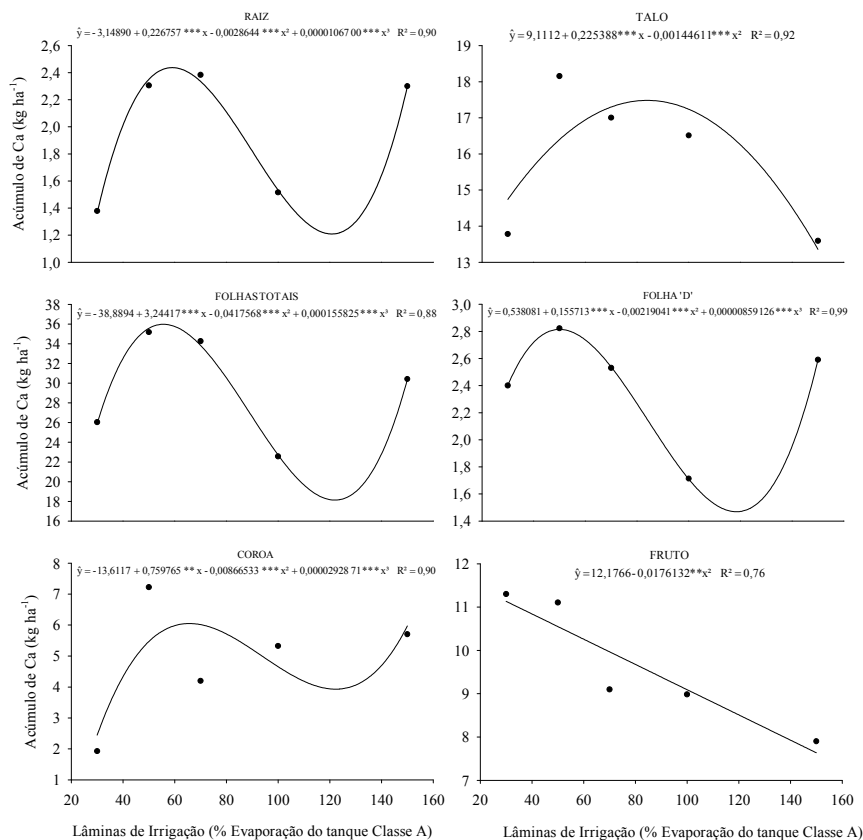 RAIZ
ŷ = - 3,14890 + 0,226757 *** x - 0,0028644 *** x² + 0,0000106700 *** x³ R² = 0,90
2,6
2,4
2,2
2,0
1,8
1,6
1,4
1,2
1,0
Acúmulo de Ca (kg ha⁻¹)
TALO
ŷ = 9,1112 + 0,225388*** x - 0,00144611*** x² R² = 0,92
19
18
17
16
15
14
13
FOLHAS TOTAIS
ŷ = -38,8894 + 3,24417*** x - 0,0417568*** x² + 0,000155825*** x³ R² = 0,88
38
36
34
32
30
28
26
24
22
20
18
16
Acúmulo de Ca (kg ha⁻¹)
FOLHA 'D'
ŷ = 0,538081 + 0,155713*** x - 0,00219041*** x² + 0,00000859126*** x³ R² = 0,99
3,0
2,8
2,6
2,4
2,2
2,0
1,8
1,6
1,4
COROA
ŷ = -13,6117 + 0,759765 ** x - 0,00866533 *** x² + 0,0000292871*** x³ R² = 0,90
8
7
6
5
4
3
2
1
Acúmulo de Ca (kg ha⁻¹)
20 40 60 80 100 120 140 160
Lâminas de Irrigação (% Evaporação do tanque Classe A)
FRUTO
ŷ = 12,1766 - 0,0176132**x² R² = 0,76
12
11
10
9
8
7
20 40 60 80 100 120 140 160
Lâminas de Irrigação (% Evaporação do tanque Classe A)